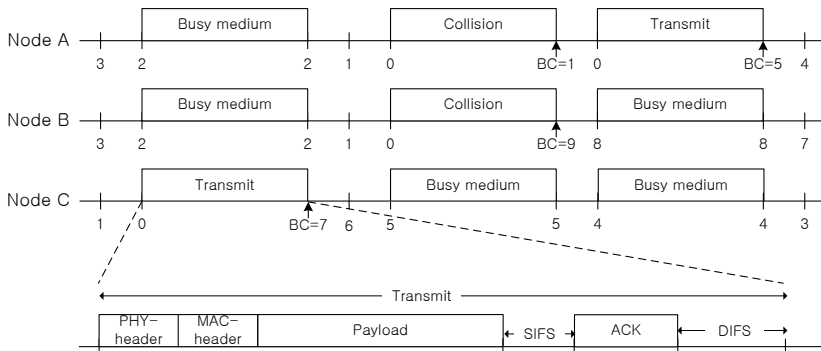 Node A
Busy medium
Collision
Transmit
3 2 2 1 0 BC=1 0 BC=5 4
Node B
Busy medium
Collision
Busy medium
3 2 2 1 0 BC=9 8 8 7
Node C
Transmit
Busy medium
Busy medium
1 0 BC=7 6 5 5 4 4 3
Transmit
PHY-
header
MAC-
header
Payload
SIFS
ACK
DIFS